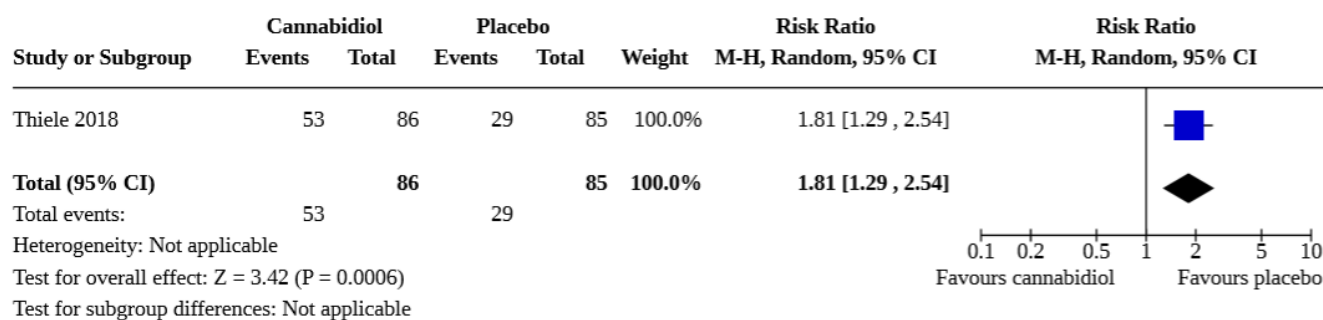 Cannabidiol Placebo Risk Ratio Risk Ratio
Study or Subgroup Events Total Events Total Weight M-H, Random, 95% CI M-H, Random, 95% CI
Thiele 2018 53 86 29 85 100.0% 1.81 [1.29 , 2.54]
Total (95% CI) 86 85 100.0% 1.81 [1.29 , 2.54]
Total events: 53 29
Heterogeneity: Not applicable
0.1 0.2 0.5 1 2 5 10
Test for overall effect: Z = 3.42 (P = 0.0006) Favours cannabidiol Favours placebo
Test for subgroup differences: Not applicable